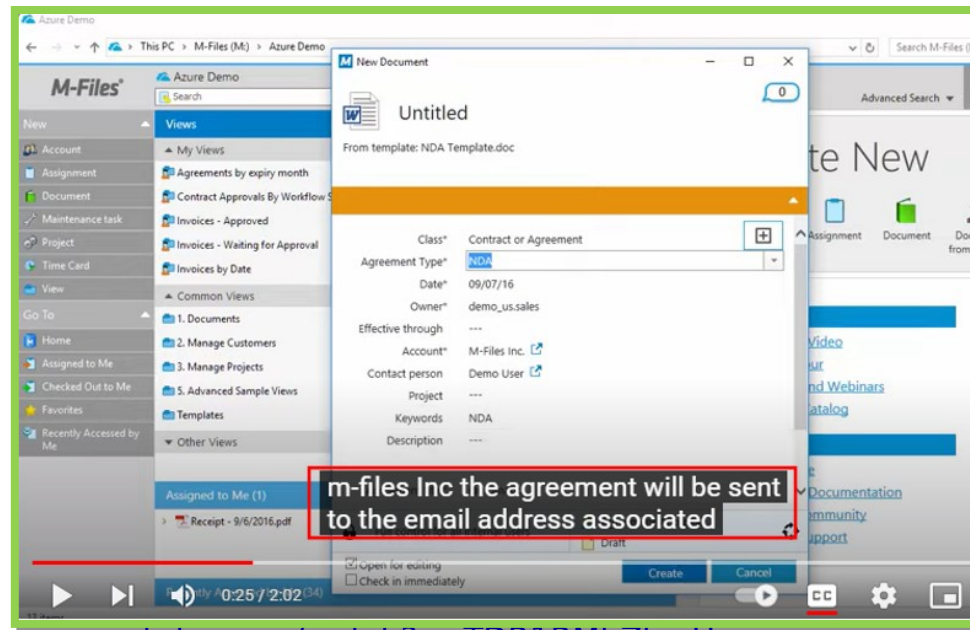 Azure Demo
This PC > M-Files (M:) > Azure Demo
Search M-Files (
M-Files
Azure Demo
Search
Advanced Search
New
Account
Assignment
Document
Maintenance task
Project
Time Card
View
Go To
Home
Assigned to Me
Checked Out to Me
Favorites
Recently Accessed by
Me
Views
My Views
Agreements by expiry month
Contract Approvals By Workflow S
Invoices - Approved
Invoices - Waiting for Approval
Invoices by Date
Common Views
1. Documents
2. Manage Customers
3. Manage Projects
5. Advanced Sample Views
Templates
Other Views
Assigned to Me (1)
Receipt - 9/6/2016.pdf
New Document
0
Untitled
From template: NDA Template.doc
Class* Contract or Agreement
Agreement Type* NDA
Date* 09/07/16
Owner* demo_us.sales
Effective through ---
Account* M-Files Inc.
Contact person Demo User
Project ---
Keywords NDA
Description ---
m-files Inc the agreement will be sent
to the email address associated
Draft
Open for editing
Check in immediately
Create Cancel
te New
Assignment Document
from
Video
nd Webinars
Documentation
0:25 / 2:02
CC